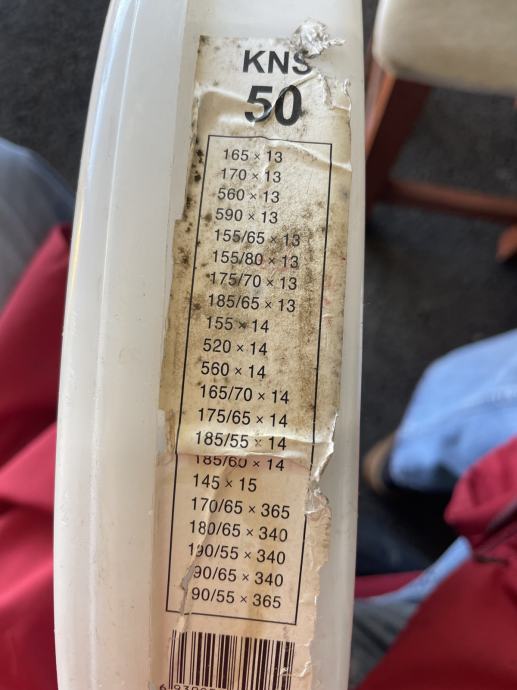 KNS
50
165 × 13
170 × 13
560 × 13
590 × 13
155/65 × 13
155/80 × 13
175/70 × 13
185/65 × 13
155 × 14
520 × 14
560 × 14
165/70 × 14
175/65 × 14
185/55 × 14
185/60 × 14
145 × 15
170/65 × 365
180/65 × 340
190/55 × 340
90/65 × 340
90/55 × 365